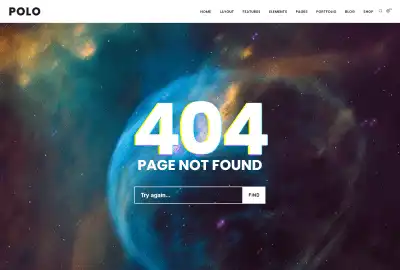 POLO
HOME LAYOUT FEATURES ELEMENTS PAGES PORTFOLIO BLOG SHOP
404
PAGE NOT FOUND
Try again...
FIND